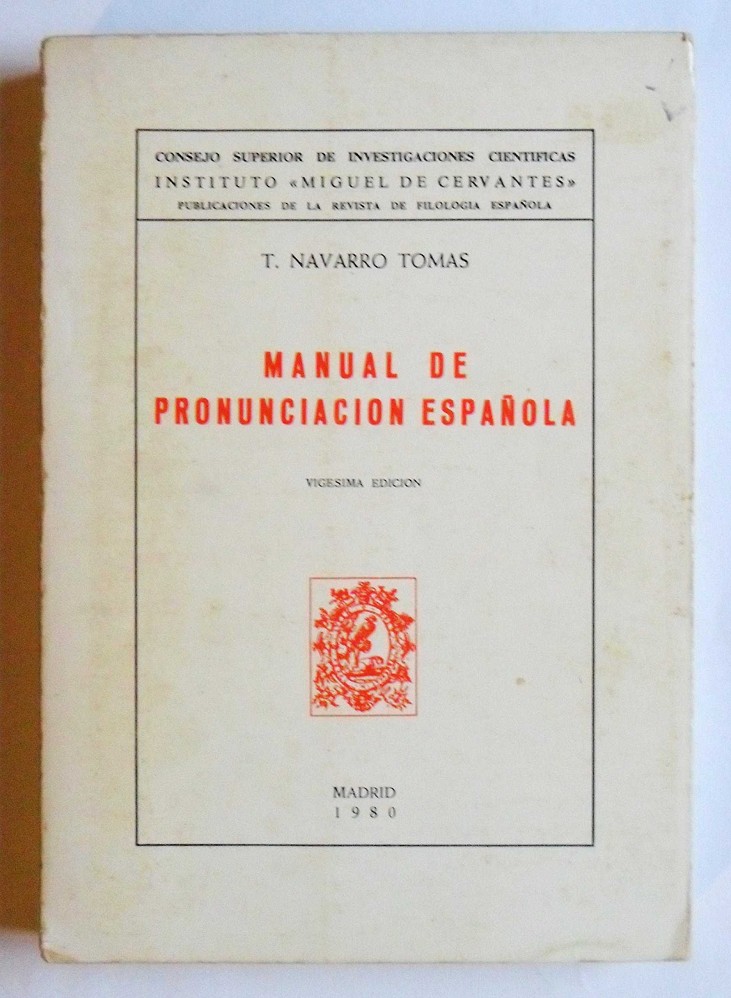 CONSEJO SUPERIOR DE INVESTIGACIONES CIENTIFICAS
INSTITUTO «MIGUEL DE CERVANTES»
PUBLICACIONES DE LA REVISTA DE FILOLOGIA ESPAÑOLA
T. NAVARRO TOMAS
MANUAL DE
PRONUNCIACION ESPAÑOLA
VIGESIMA EDICION
MADRID
1980